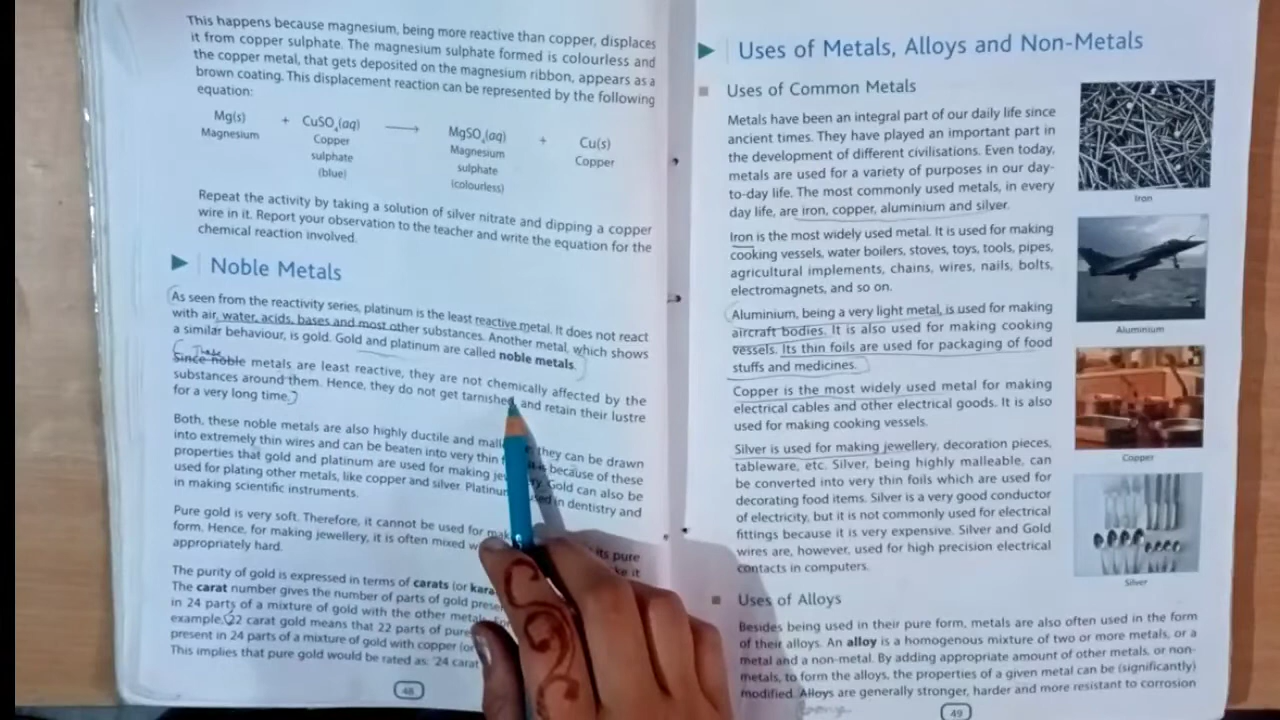 This happens because magnesium, being more reactive than copper, displaces
it from copper sulphate. The magnesium sulphate formed is colourless and
the copper metal, that gets deposited on the magnesium ribbon, appears as a
brown coating. This displacement reaction can be represented by the following
equation:
Mg(s) + CuSO4(aq) ⟶ MgSO4(aq) + Cu(s)
Magnesium Copper Magnesium Copper
sulphate sulphate
(blue) (colourless)
Repeat the activity by taking a solution of silver nitrate and dipping a copper
wire in it. Report your observation to the teacher and write the equation for the
chemical reaction involved.
Noble Metals
As seen from the reactivity series, platinum is the least reactive metal. It does not react
with air, water, acids, bases and most other substances. Another metal, which shows
a similar behaviour, is gold. Gold and platinum are called noble metals.
These
Since noble metals are least reactive, they are not chemically affected by the
substances around them. Hence, they do not get tarnished and retain their lustre
for a very long time.
Both, these noble metals are also highly ductile and they can be drawn
into extremely thin wires and can be beaten into very thin because of these
properties that gold and platinum are used for making Gold can also be
used for plating other metals, like copper and silver. used in dentistry and
in making scientific instruments.
Pure gold is very soft. Therefore, it cannot be used for its pure
form. Hence, for making jewellery, it is often mixed it
appropriately hard.
The purity of gold is expressed in terms of carats (or
The carat number gives the number of parts of gold
in 24 parts of a mixture of gold with the other
example, 22 carat gold means that 22 parts of
present in 24 parts of a mixture of gold with copper
This implies that pure gold would be rated as: '24 carat
48
Uses of Metals, Alloys and Non-Metals
Uses of Common Metals
Metals have been an integral part of our daily life since
ancient times. They have played an important part in
the development of different civilisations. Even today,
metals are used for a variety of purposes in our day-
to-day life. The most commonly used metals, in every
day life, are iron, copper, aluminium and silver.
Iron is the most widely used metal. It is used for making
cooking vessels, water boilers, stoves, toys, tools, pipes,
agricultural implements, chains, wires, nails, bolts,
electromagnets, and so on.
Aluminium, being a very light metal, is used for making
aircraft bodies. It is also used for making cooking
vessels. Its thin foils are used for packaging of food
stuffs and medicines.
Copper is the most widely used metal for making
electrical cables and other electrical goods. It is also
used for making cooking vessels.
Silver is used for making jewellery, decoration pieces,
tableware, etc. Silver, being highly malleable, can
be converted into very thin foils which are used for
decorating food items. Silver is a very good conductor
of electricity, but it is not commonly used for electrical
fittings because it is very expensive. Silver and Gold
wires are, however, used for high precision electrical
contacts in computers.
Iron
Aluminium
Copper
Silver
Uses of Alloys
Besides being used in their pure form, metals are also often used in the form
of their alloys. An alloy is a homogenous mixture of two or more metals, or a
metal and a non-metal. By adding appropriate amount of other metals, or non-
metals, to form the alloys, the properties of a given metal can be (significantly)
modified. Alloys are generally stronger, harder and more resistant to corrosion
49